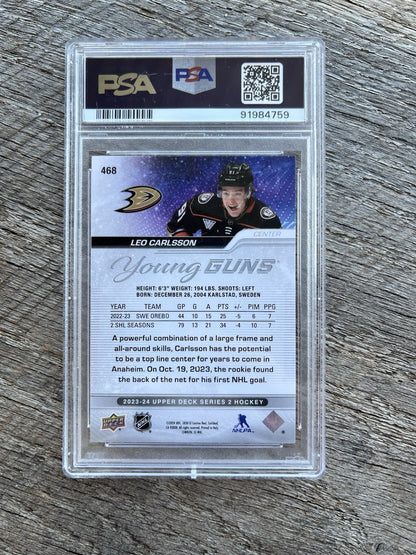 PSA PSA
91984759
468
LEO CARLSSON
CENTER
Young GUNS
HEIGHT: 6'3" WEIGHT: 194 LBS. SHOOTS: LEFT
BORN: DECEMBER 26, 2004 KARLSTAD, SWEDEN
YEAR TEAM GP G A PTS +/- PIM PPG
2022-23 SWE OREBO 44 10 15 25 -5 6 7
2 SHL SEASONS 79 13 21 34 -4 10 7
A powerful combination of a large frame and
all-around skills, Carlsson has the potential
to be a top line center for years to come in
Anaheim. On Oct. 19, 2023, the rookie found
the back of the net for his first NHL goal.
2023-24 UPPER DECK SERIES 2 HOCKEY
UPPER DECK
NHL
NHLPA